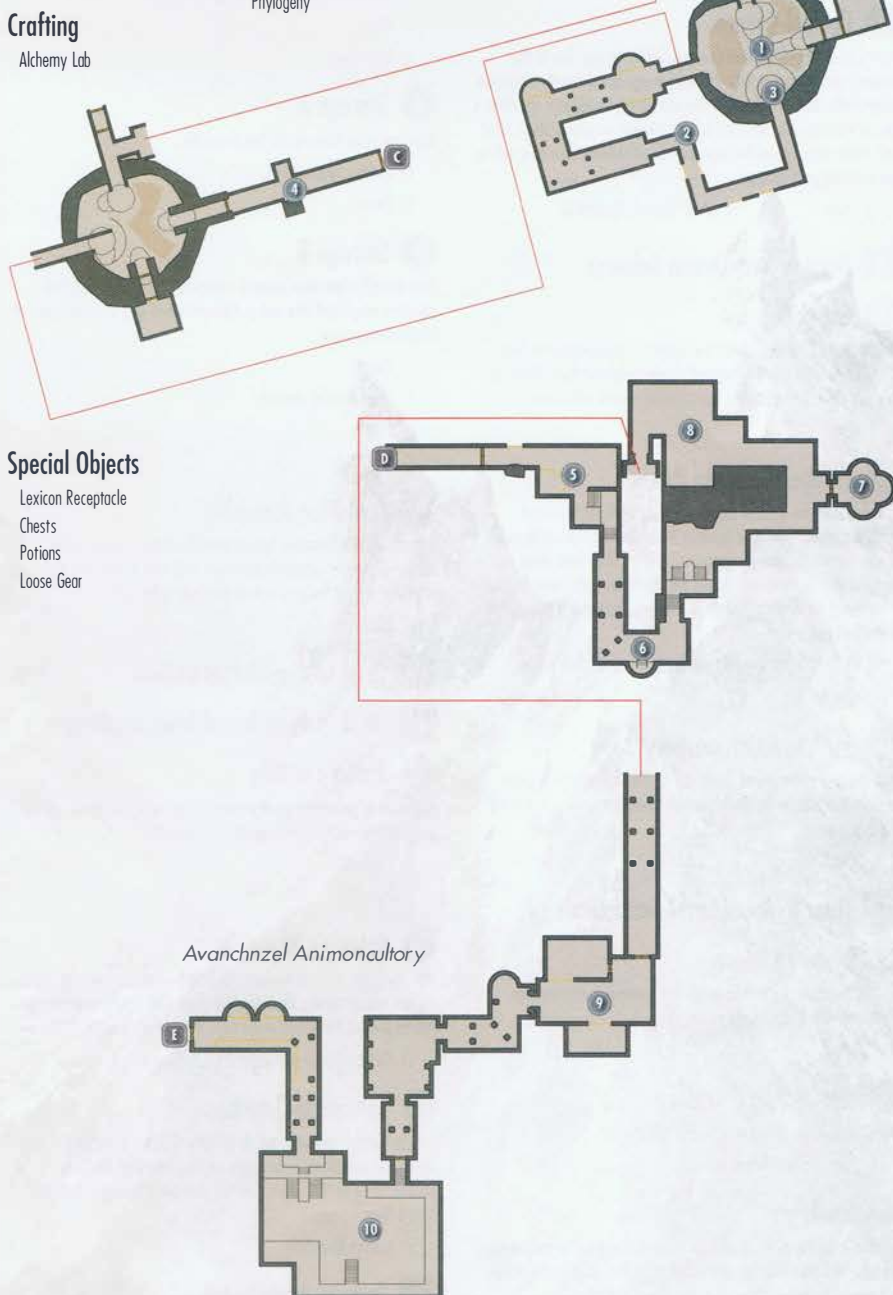 Phylogeny
Crafting
Alchemy Lab
1
3
2
C
4
Special Objects
Lexicon Receptacle
Chests
Potions
Loose Gear
8
D
5
7
6
Avanchnzel Animoncultory
9
E
10